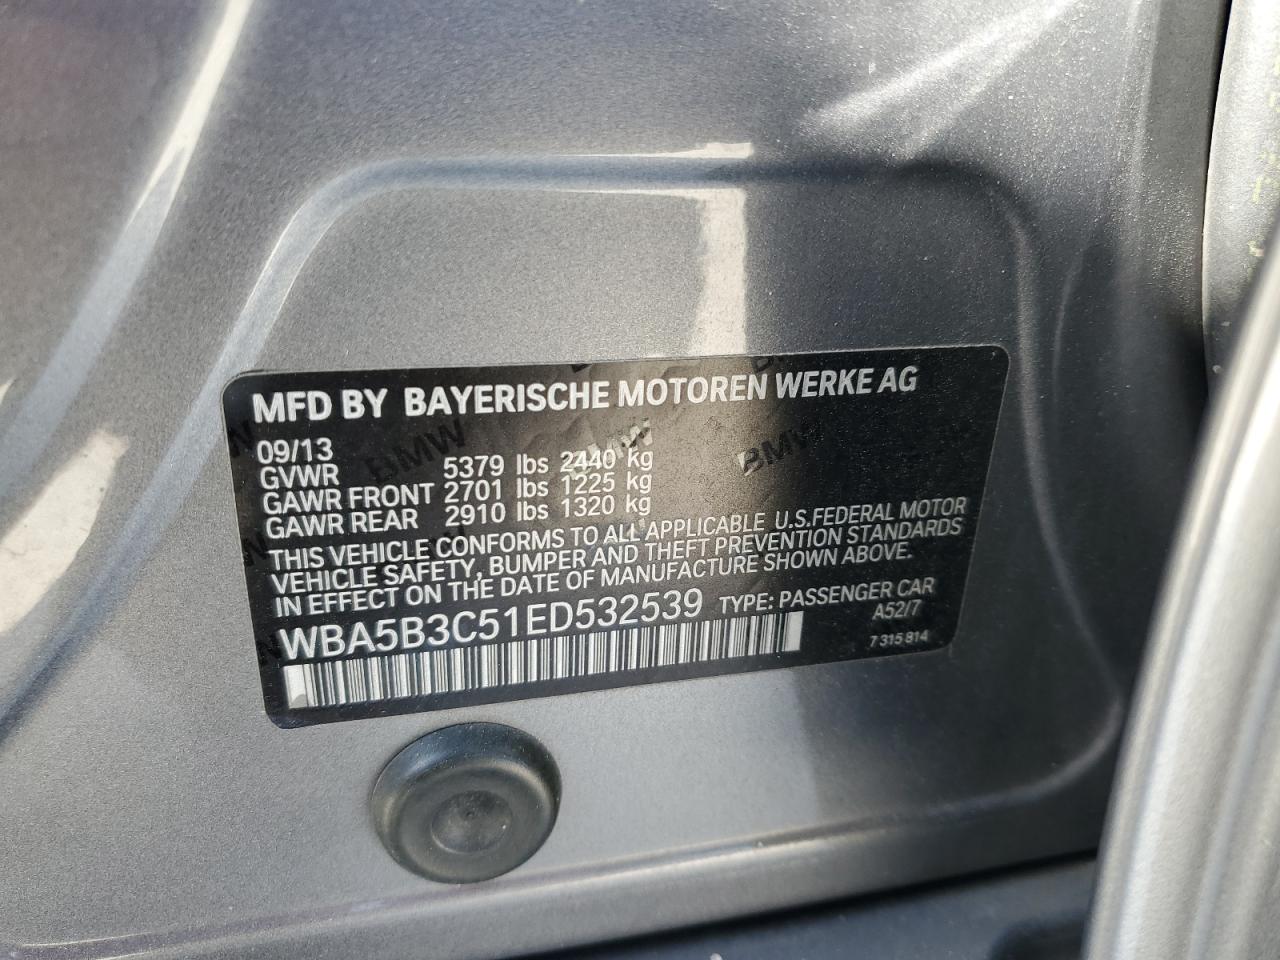 MFD BY BAYERISCHE MOTOREN WERKE AG
09/13
GVWR 5379 lbs 2440 kg
GAWR FRONT 2701 lbs 1225 kg
GAWR REAR 2910 lbs 1320 kg
THIS VEHICLE CONFORMS TO ALL APPLICABLE U.S.FEDERAL MOTOR
VEHICLE SAFETY, BUMPER AND THEFT PREVENTION STANDARDS
IN EFFECT ON THE DATE OF MANUFACTURE SHOWN ABOVE.
WBA5B3C51ED532539 TYPE: PASSENGER CAR
A52/7
7 315 814
BMW BMW BMW